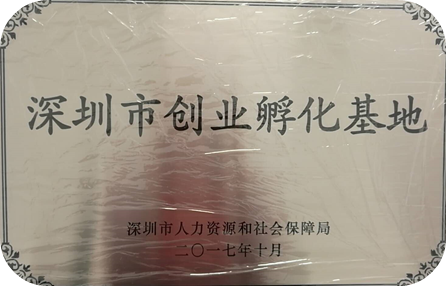 深圳市创业孵化基地
深圳市人力资源和社会保障局
二〇一七年十月